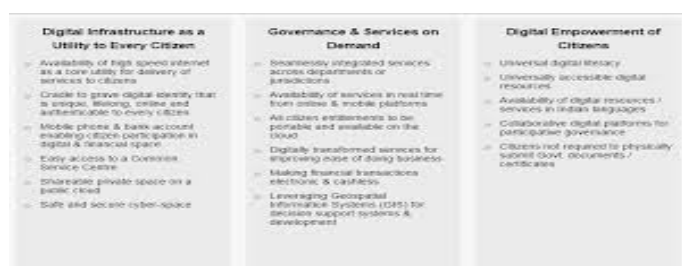 Digital Infrastructure as a
Utility to Every Citizen
Availability of high speed internet
as a core utility for delivery of
services to citizens
Cradle to grave digital identity that
is unique, lifelong, online and
authenticable to every citizen
Mobile phone & bank account
enabling citizen participation in
digital & financial space
Easy access to a Common
Service Centre
Shareable private space on a
public cloud
Safe and secure cyber-space
Governance & Services on
Demand
Seamlessly integrated services
across departments or
jurisdictions
Availability of services in real time
from online & mobile platforms
All citizen entitlements to be
portable and available on the
cloud
Digitally transformed services for
improving ease of doing business
Making financial transactions
electronic & cashless
Leveraging Geospatial
Information Systems (GIS) for
decision support systems &
development
Digital Empowerment of
Citizens
Universal digital literacy
Universally accessible digital
resources
Availability of digital resources /
services in Indian languages
Collaborative digital platforms for
participative governance
Citizens not required to physically
submit Govt. documents /
certificates